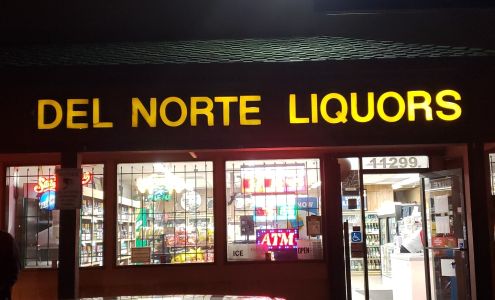 DEL NORTE LIQUORS
11299
ATM
ICE
OPEN